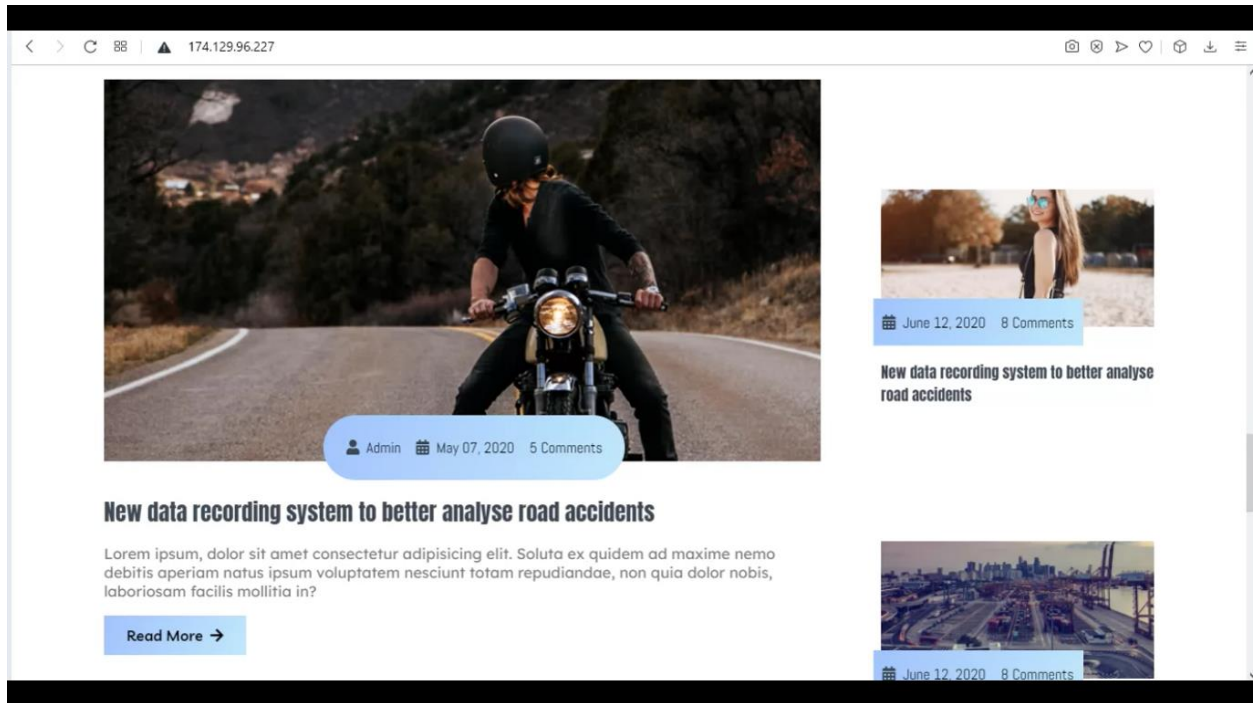 174.129.96.227
Admin May 07, 2020 5 Comments
New data recording system to better analyse road accidents
Lorem ipsum, dolor sit amet consectetur adipisicing elit. Soluta ex quidem ad maxime nemo
debitis aperiam natus ipsum voluptatem nesciunt totam repudiandae, non quia dolor nobis,
laboriosam facilis mollitia in?
Read More →
June 12, 2020 8 Comments
New data recording system to better analyse
road accidents
June 12, 2020 8 Comments